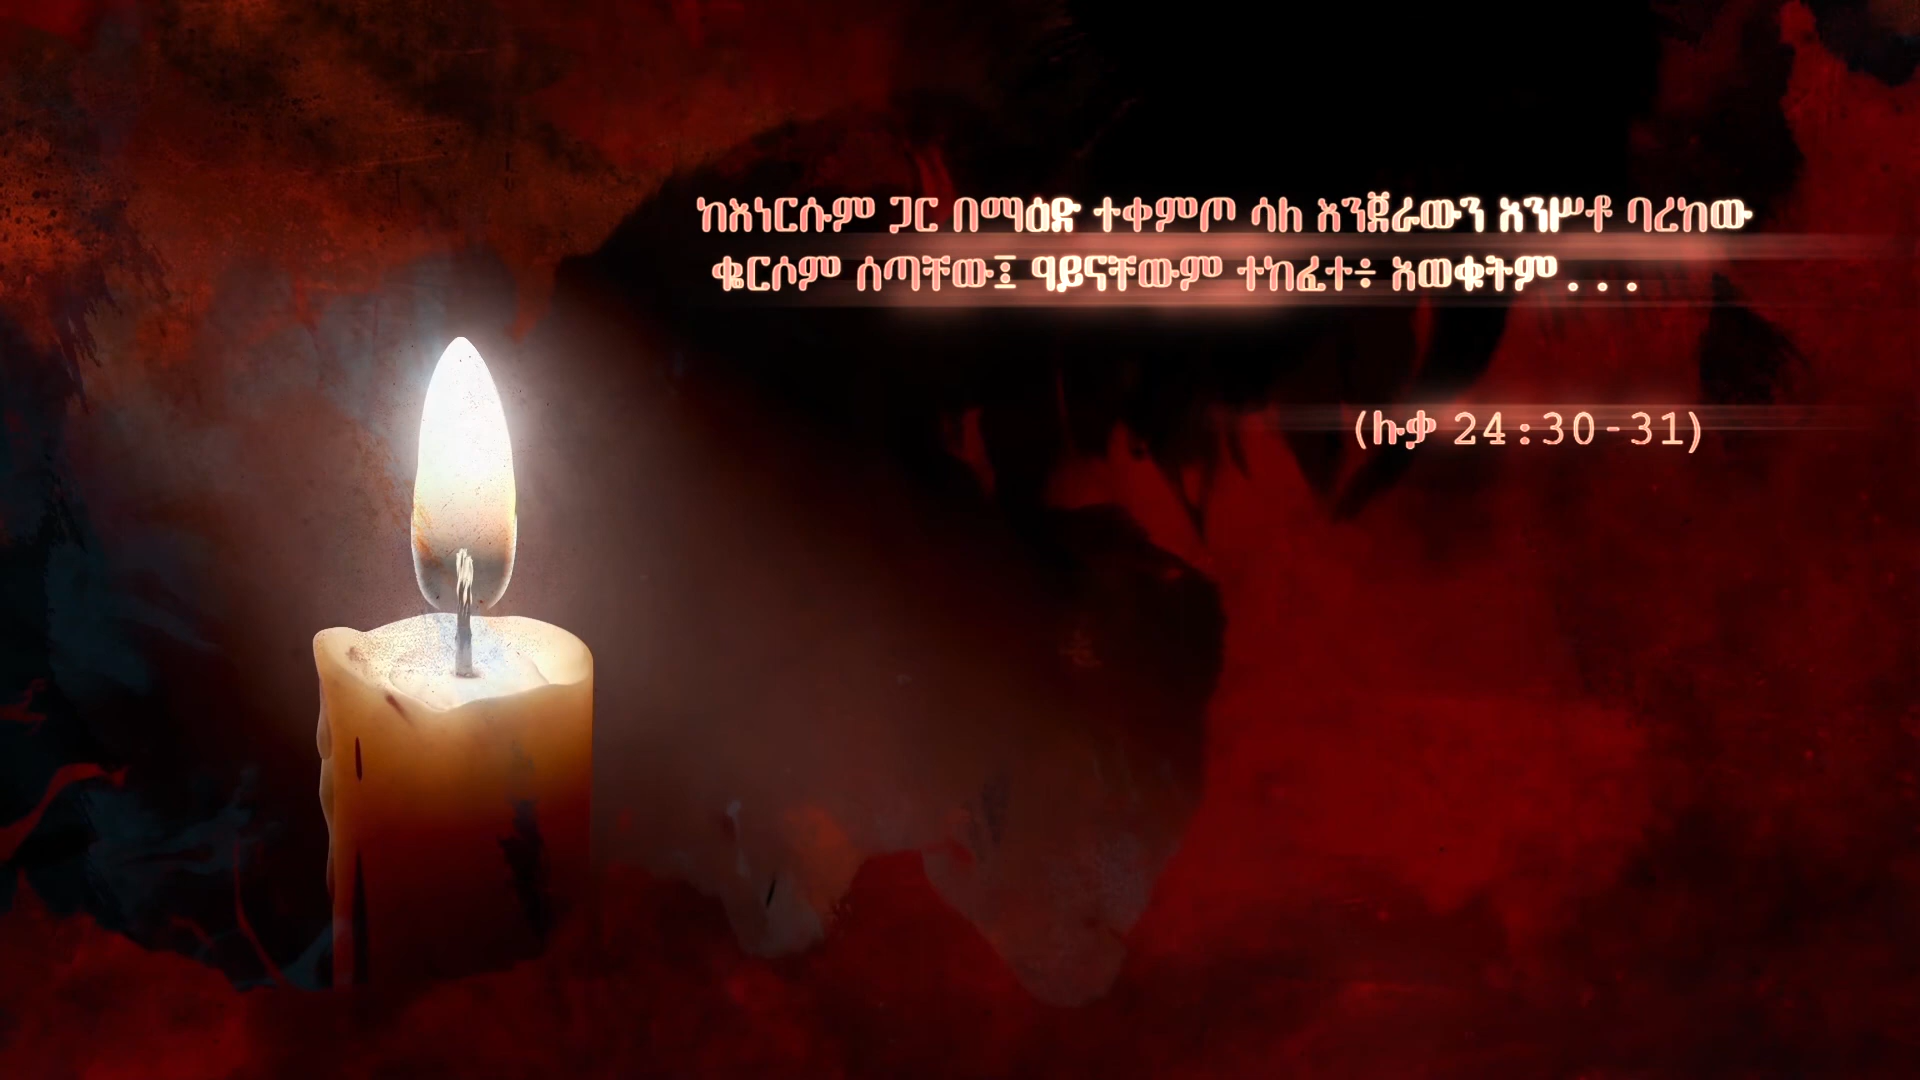 ከእነርሱም ጋር በማዕድ ተቀምጦ ሳለ እንጀራውን አንሥቶ ባረከው
ቈርሶም ሰጣቸው፤ ዓይናቸውም ተከፈተ፥ አወቁትም...
(ሉቃ 24:30-31)